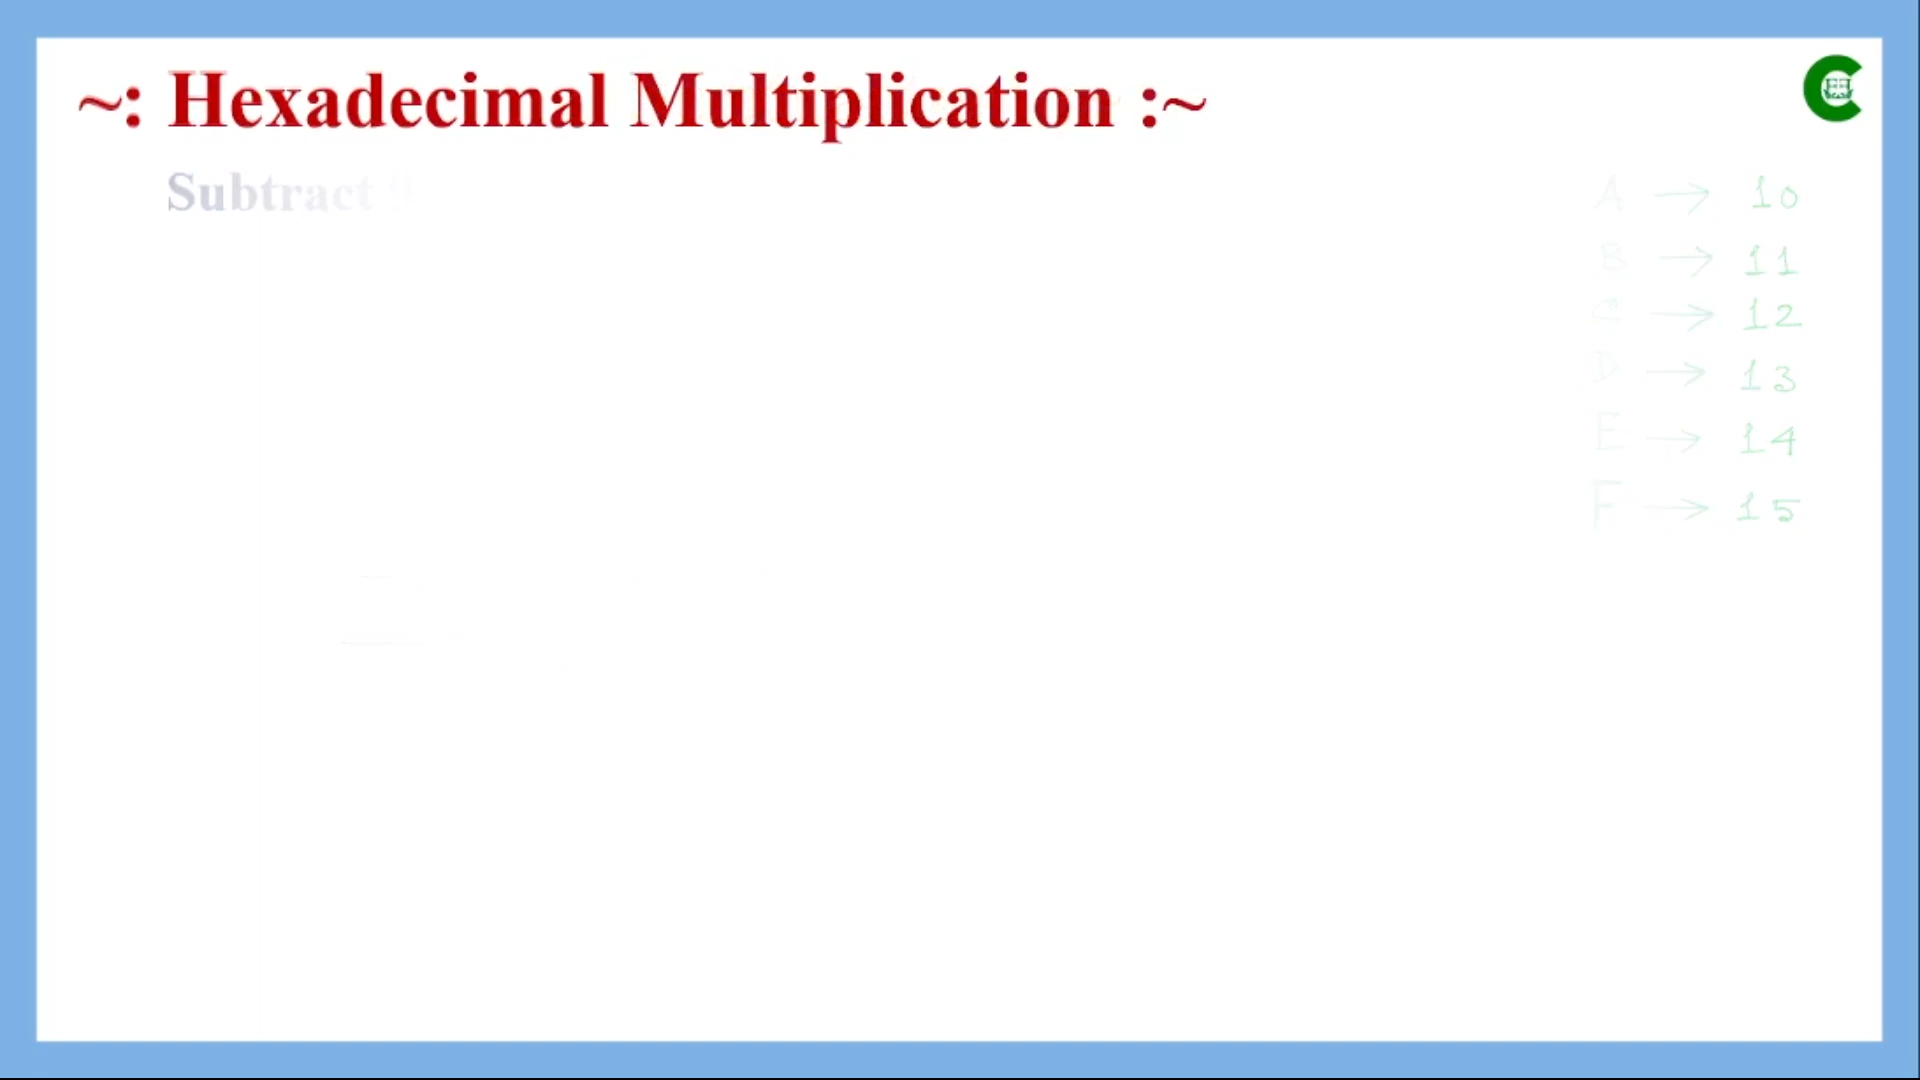 ~: Hexadecimal Multiplication :~
Subtract
A → 10
B → 11
C → 12
D → 13
E → 14
F → 15